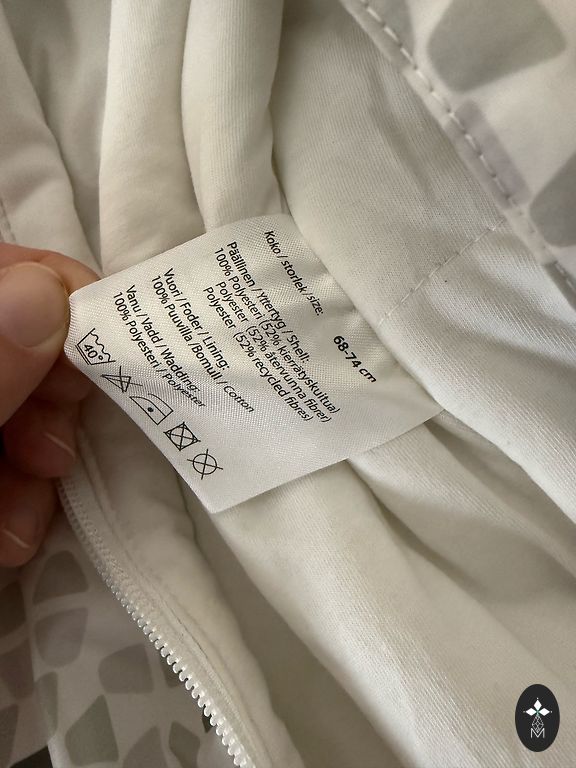 Koko / storlek / size:
68-74 cm
Päällinen / Yttertyg / Shell:
100% Polyesteri (52% kierrätyskuitua)
Polyester (52% återvunna fibrer)
Polyester (52% recycled fibres)
Vuori / Foder / Lining:
100% Puuvilla / Bomull / Cotton
Vanu / Vadd / Wadding:
100% Polyesteri / Polyester
40°